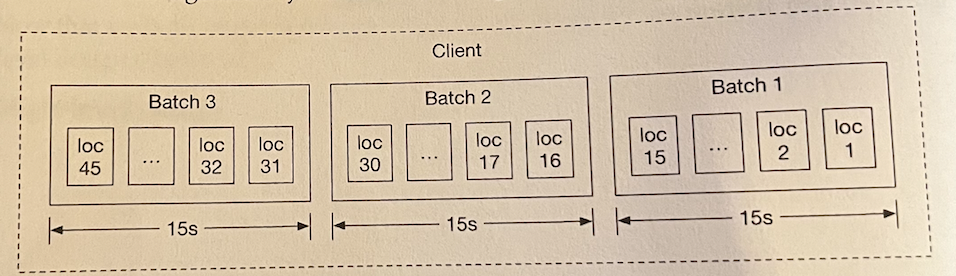 Client
Batch 3
loc
45
...
loc
32
loc
31
15s
Batch 2
loc
30
...
loc
17
loc
16
15s
Batch 1
loc
15
...
loc
2
loc
1
15s